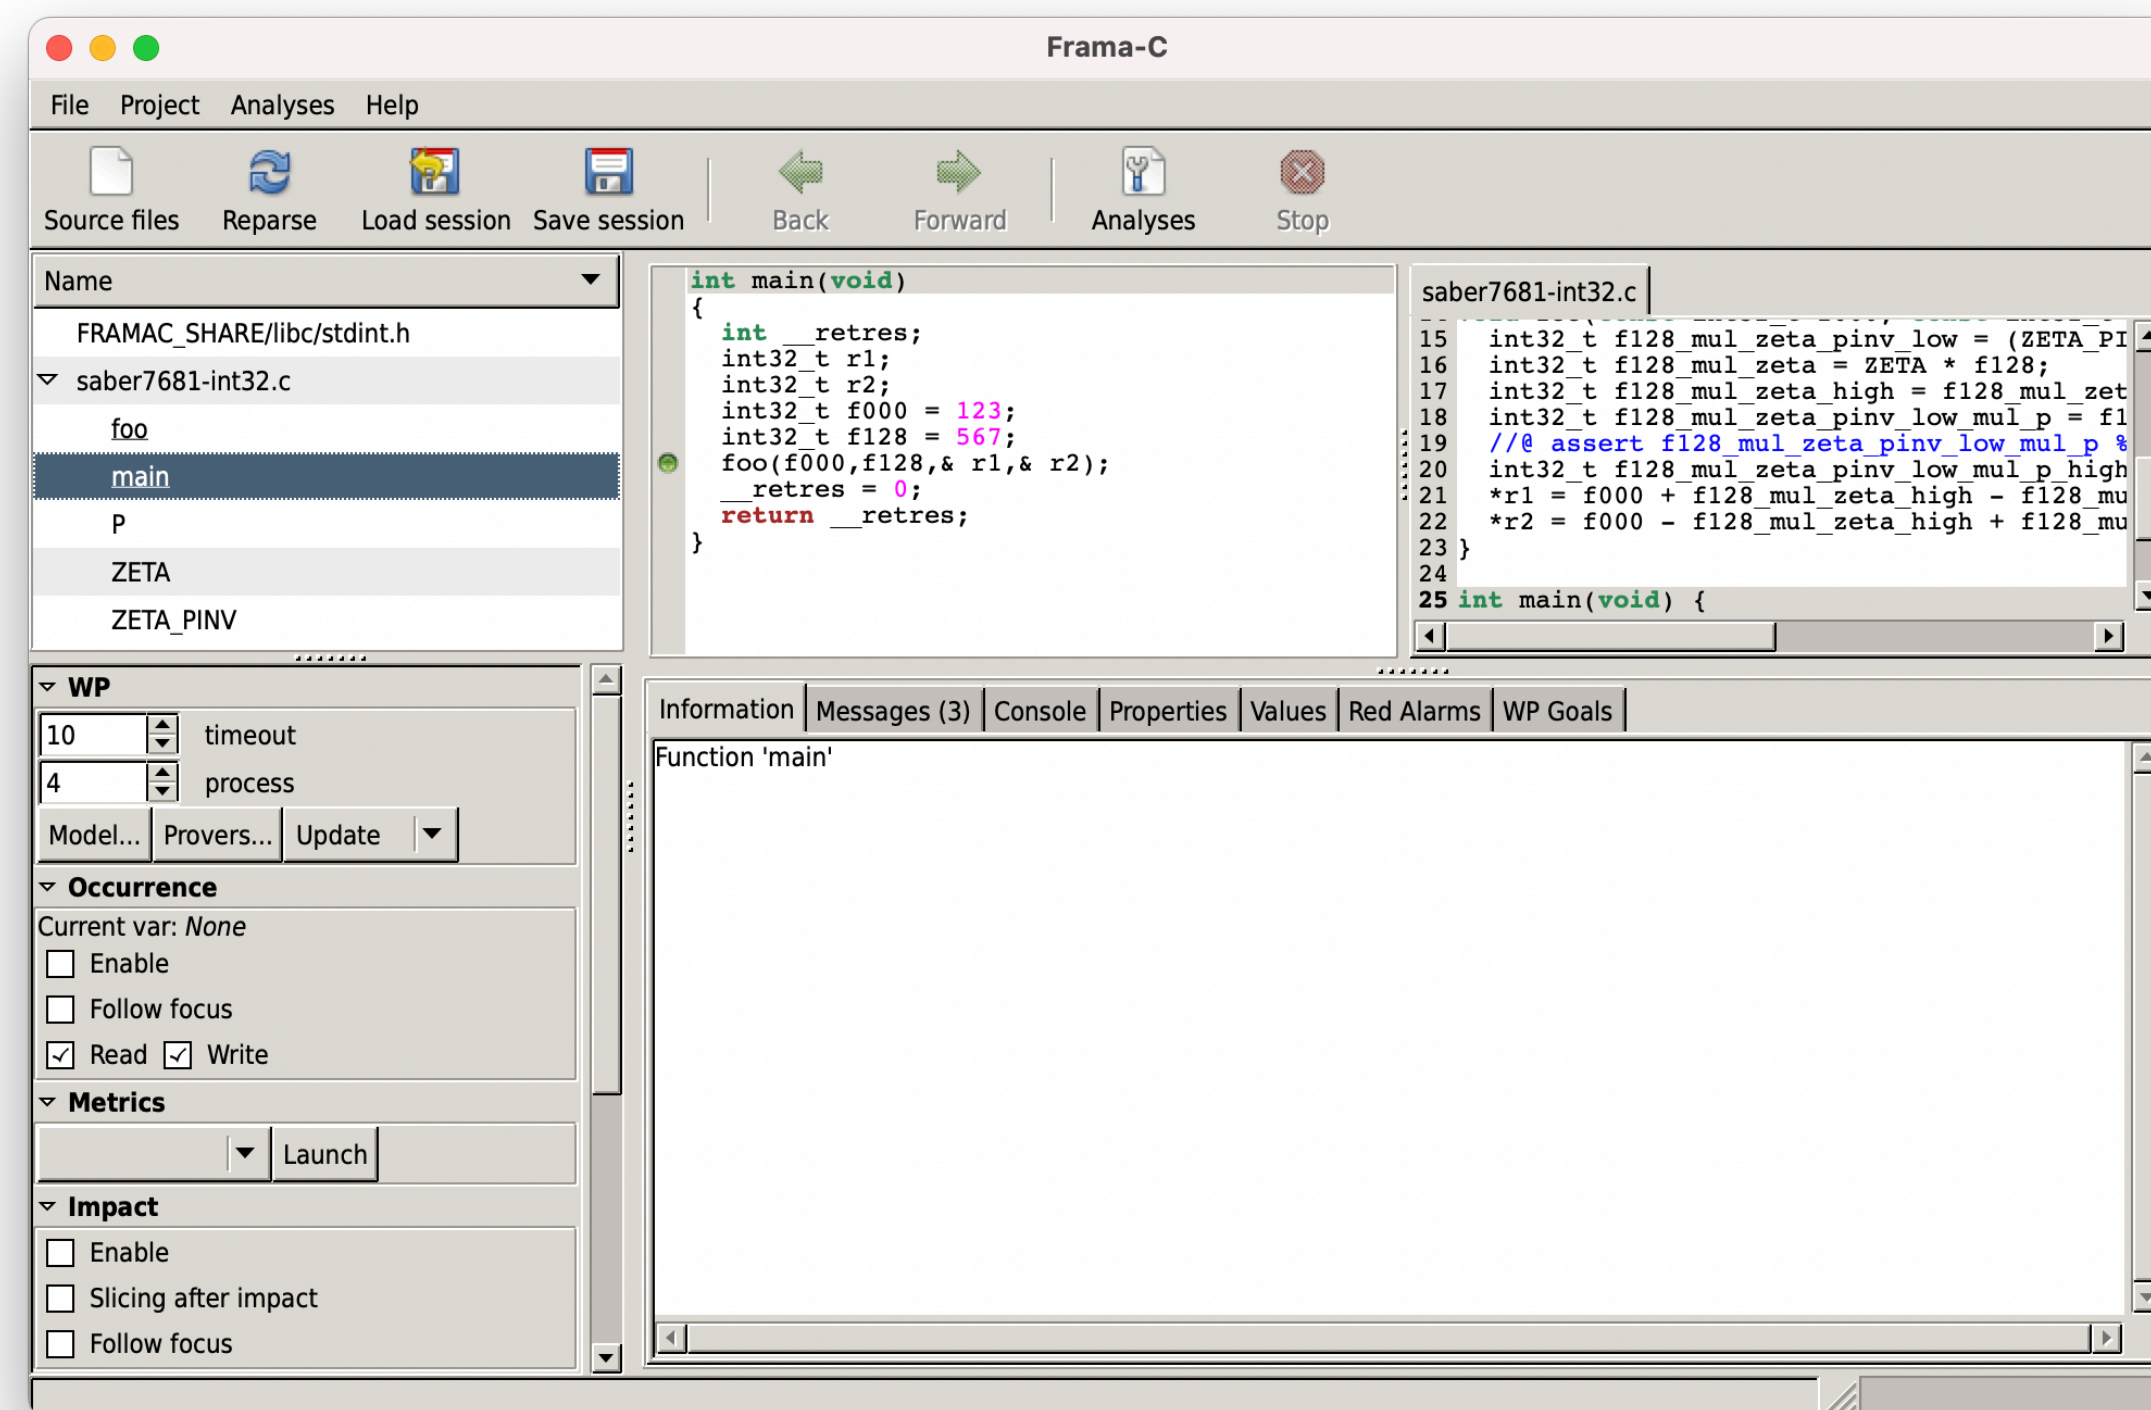 Frama-C
File Project Analyses Help
Source files Reparse Load session Save session Back Forward Analyses Stop
Name
FRAMAC_SHARE/libc/stdint.h
saber7681-int32.c
foo
main
P
ZETA
ZETA_PINV
int main(void)
{
int __retres;
int32_t r1;
int32_t r2;
int32_t f000 = 123;
int32_t f128 = 567;
foo(f000,f128,& r1,& r2);
__retres = 0;
return __retres;
}
saber7681-int32.c
15 int32_t f128_mul_zeta_pinv_low = (ZETA_PI
16 int32_t f128_mul_zeta = ZETA * f128;
17 int32_t f128_mul_zeta_high = f128_mul_zet
18 int32_t f128_mul_zeta_pinv_low_mul_p = f1
19 //@ assert f128_mul_zeta_pinv_low_mul_p %
20 int32_t f128_mul_zeta_pinv_low_mul_p_high
21 *r1 = f000 + f128_mul_zeta_high - f128_mu
22 *r2 = f000 - f128_mul_zeta_high + f128_mu
23 }
24
25 int main(void) {
WP
10 timeout
4 process
Model... Provers... Update
Occurrence
Current var: None
Enable
Follow focus
Read Write
Metrics
Launch
Impact
Enable
Slicing after impact
Follow focus
Information Messages (3) Console Properties Values Red Alarms WP Goals
Function 'main'